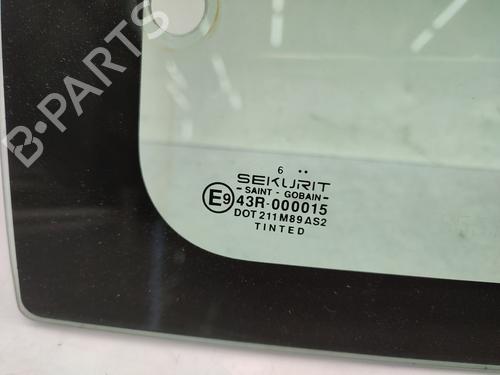 B-PARTS
6 ••
SEKURIT
- SAINT - GOBAIN -
E9 43R-000015
DOT 211 M89 AS2
TINTED